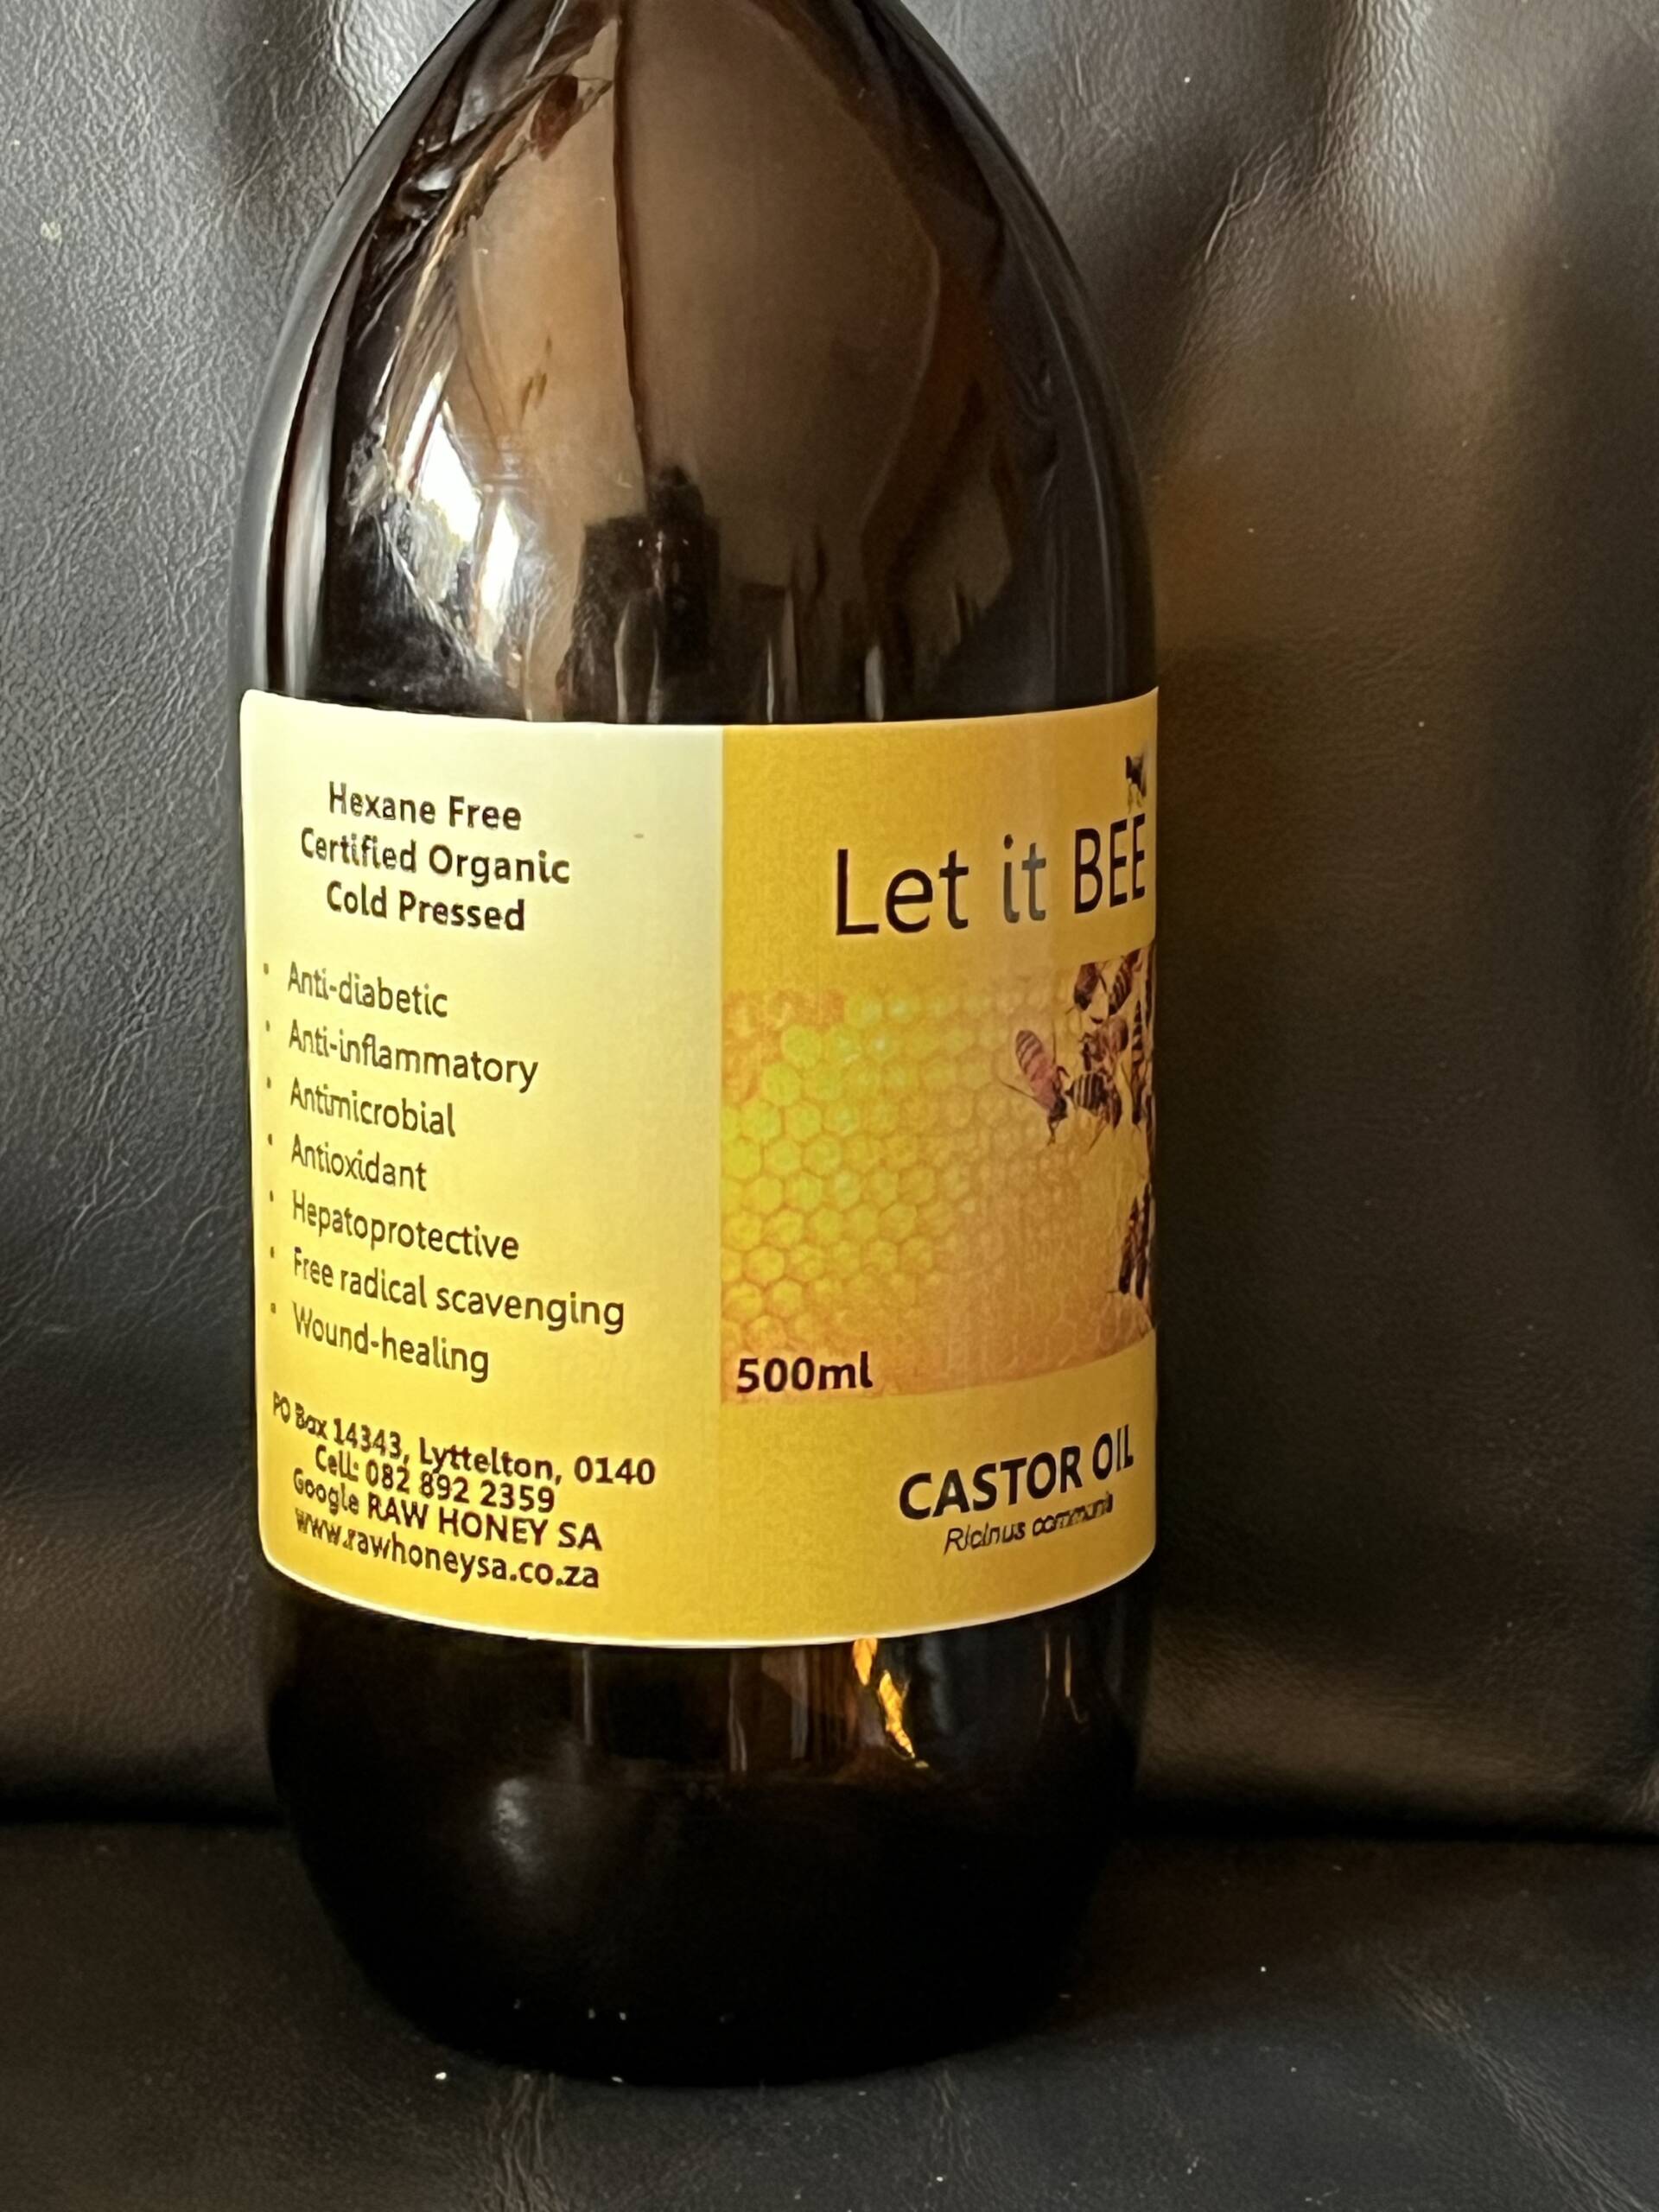 Hexane Free
Certified Organic
Cold Pressed
• Anti-diabetic
• Anti-inflammatory
• Antimicrobial
• Antioxidant
• Hepatoprotective
• Free radical scavenging
• Wound-healing
PO Box 14343, Lyttelton, 0140
Cell: 082 892 2359
Google RAW HONEY SA
www.rawhoneysa.co.za
Let it BEE
500ml
CASTOR OIL
Ricinus communis